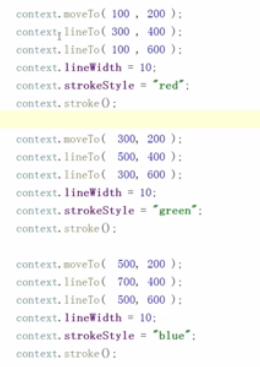 context.moveTo( 100 , 200 );
context.lineTo( 300 , 400 );
context.lineTo( 100 , 600 );
context.lineWidth = 10;
context.strokeStyle = "red";
context.stroke();
context.moveTo( 300, 200 );
context.lineTo( 500, 400 );
context.lineTo( 300, 600 );
context.lineWidth = 10;
context.strokeStyle = "green";
context.stroke();
context.moveTo( 500, 200 );
context.lineTo( 700, 400 );
context.lineTo( 500, 600 );
context.lineWidth = 10;
context.strokeStyle = "blue";
context.stroke();